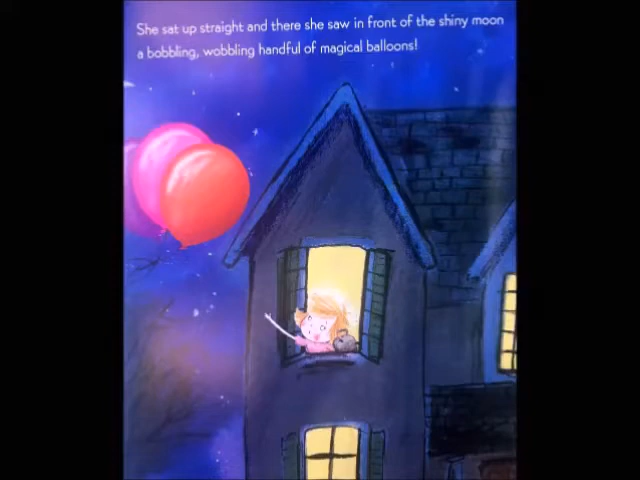 She sat up straight and there she saw in front of the shiny moon
a bobbling, wobbling handful of magical balloons!